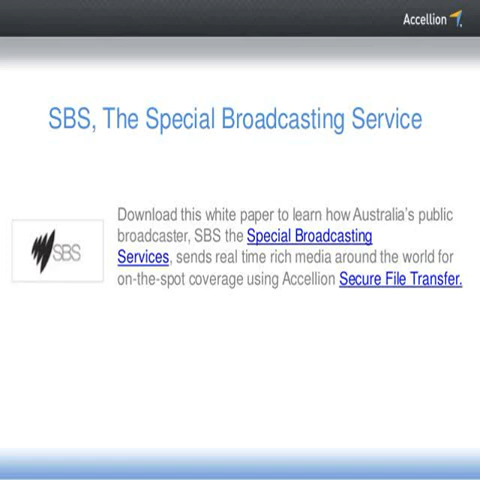 Accellion
SBS, The Special Broadcasting Service
Download this white paper to learn how Australia's public
broadcaster, SBS the Special Broadcasting
Services, sends real time rich media around the world for
on-the-spot coverage using Accellion Secure File Transfer.
SBS